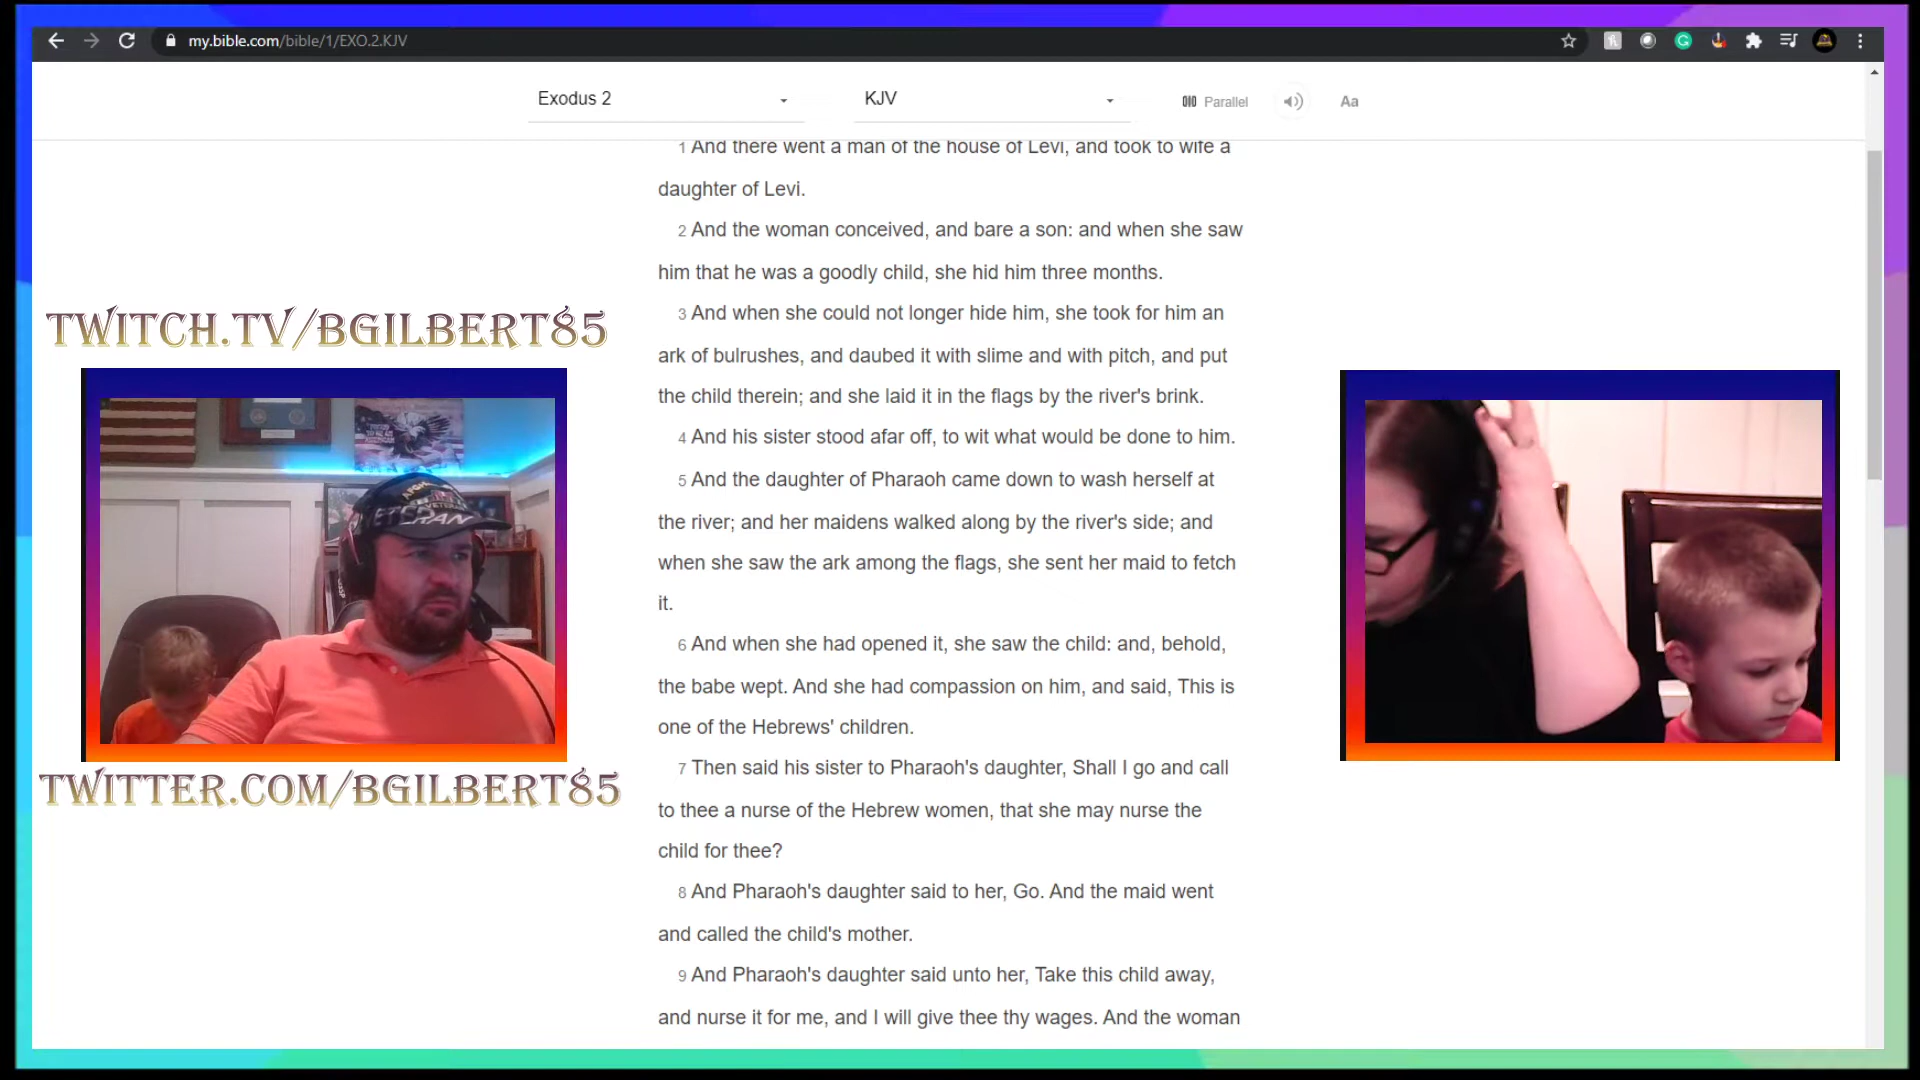 my.bible.com/bible/1/EXO.2.KJV
Exodus 2
KJV
Parallel
Aa
1 And there went a man of the house of Levi, and took to wife a
daughter of Levi.
2 And the woman conceived, and bare a son: and when she saw
him that he was a goodly child, she hid him three months.
3 And when she could not longer hide him, she took for him an
ark of bulrushes, and daubed it with slime and with pitch, and put
the child therein; and she laid it in the flags by the river's brink.
4 And his sister stood afar off, to wit what would be done to him.
5 And the daughter of Pharaoh came down to wash herself at
the river; and her maidens walked along by the river's side; and
when she saw the ark among the flags, she sent her maid to fetch
it.
6 And when she had opened it, she saw the child: and, behold,
the babe wept. And she had compassion on him, and said, This is
one of the Hebrews' children.
7 Then said his sister to Pharaoh's daughter, Shall I go and call
to thee a nurse of the Hebrew women, that she may nurse the
child for thee?
8 And Pharaoh's daughter said to her, Go. And the maid went
and called the child's mother.
9 And Pharaoh's daughter said unto her, Take this child away,
and nurse it for me, and I will give thee thy wages. And the woman
TWITCH.TV/BGILBERT85
VETERAN
TWITTER.COM/BGILBERT85